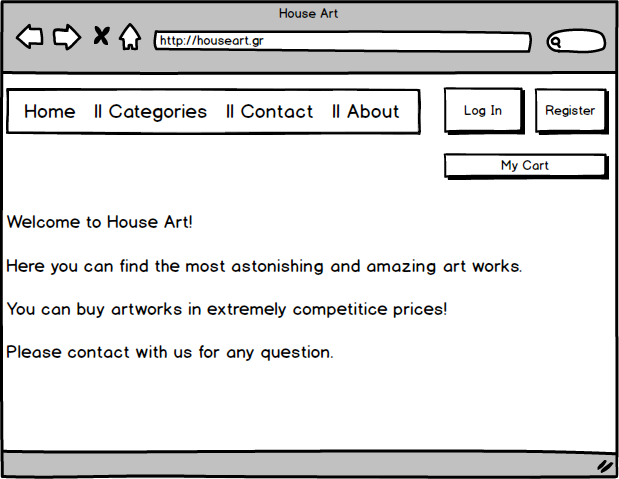 House Art
http://houseart.gr
Home || Categories || Contact || About
Log In
Register
My Cart
Welcome to House Art!
Here you can find the most astonishing and amazing art works.
You can buy artworks in extremely competitice prices!
Please contact with us for any question.